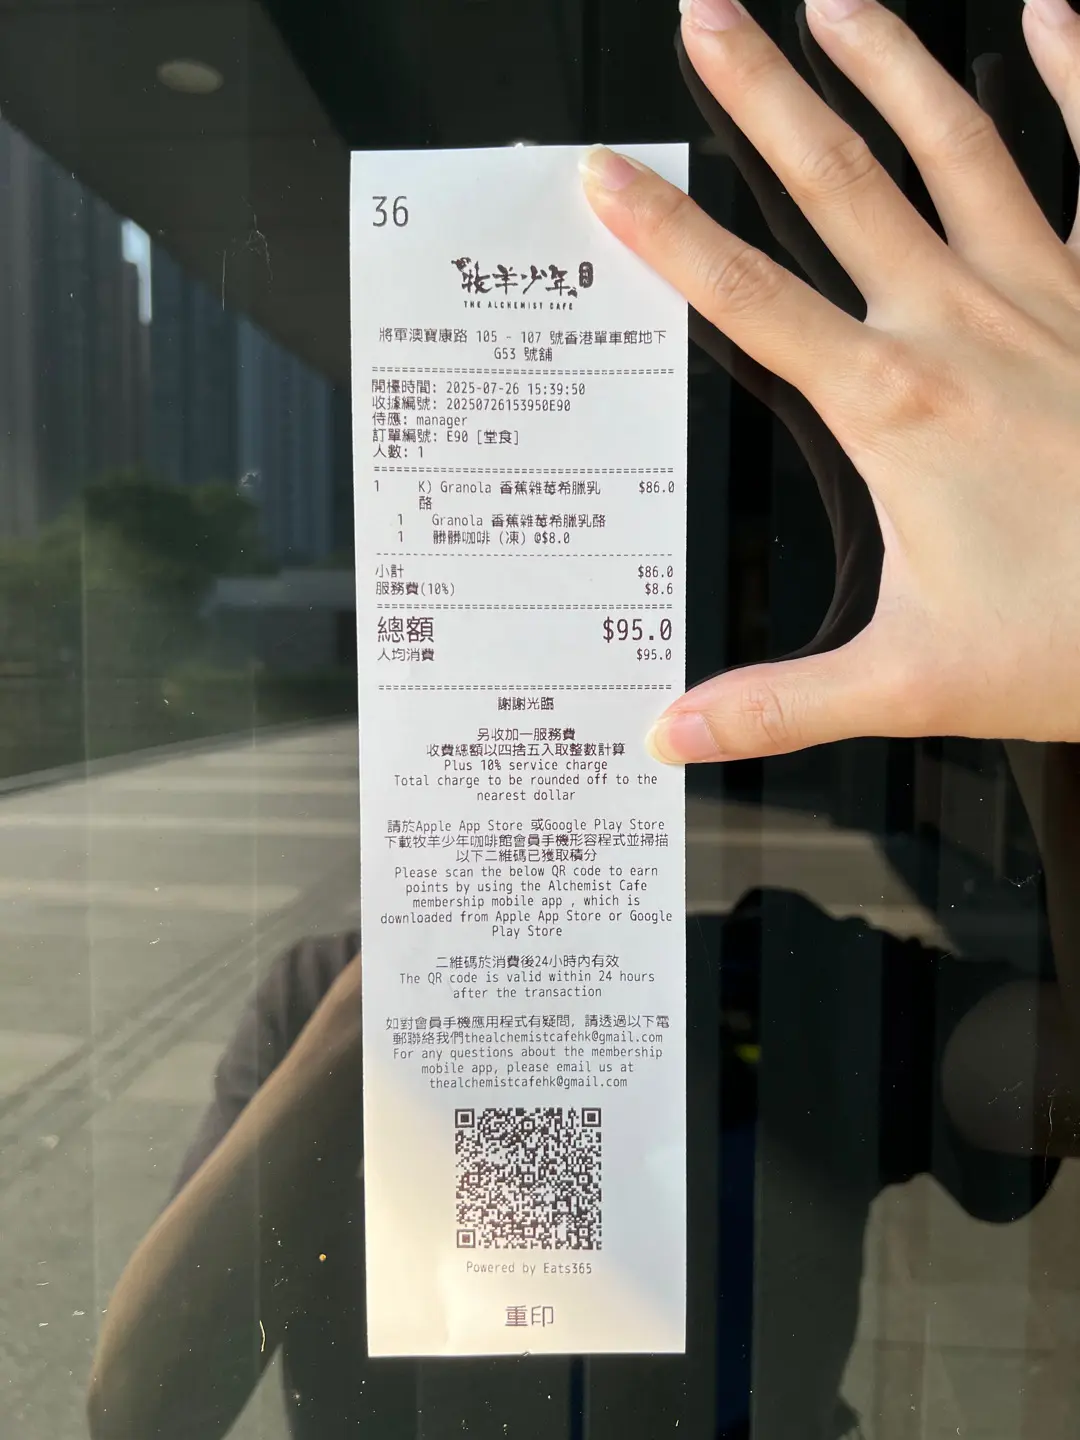 36
牧羊少年
THE ALCHEMIST CAFE
將軍澳寶康路 105 - 107 號香港單車館地下
G53 號舖
開檯時間: 2025-07-26 15:39:50
收據編號: 20250726153950E90
侍應: manager
訂單編號: E90 [堂食]
人數: 1
1 K) Granola 香蕉雜莓希臘乳 $86.0
酪
1 Granola 香蕉雜莓希臘乳酪
1 髒髒咖啡 (凍) @$8.0
小計 $86.0
服務費(10%) $8.6
總額 $95.0
人均消費 $95.0
謝謝光臨
另收加一服務費
收費總額以四捨五入取整數計算
Plus 10% service charge
Total charge to be rounded off to the
nearest dollar
請於Apple App Store 或Google Play Store
下載牧羊少年咖啡館會員手機形容程式並掃描
以下二維碼已獲取積分
Please scan the below QR code to earn
points by using the Alchemist Cafe
membership mobile app , which is
downloaded from Apple App Store or Google
Play Store
二維碼於消費後24小時內有效
The QR code is valid within 24 hours
after the transaction
如對會員手機應用程式有疑問, 請透過以下電
郵聯絡我們thealchemistcafehk@gmail.com
For any questions about the membership
mobile app, please email us at
thealchemistcafehk@gmail.com
Powered by Eats365
重印